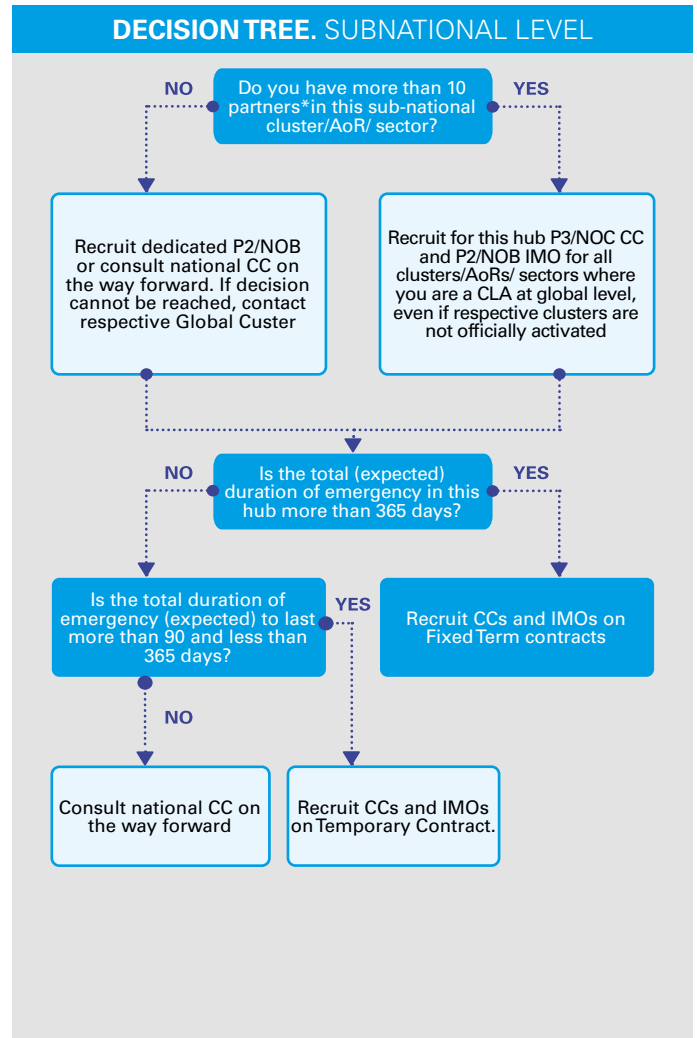 DECISION TREE. SUBNATIONAL LEVEL
NO
Do you have more than 10
partners*in this sub-national
cluster/AoR/ sector?
YES
Recruit dedicated P2/NOB
or consult national CC on
the way forward. If decision
cannot be reached, contact
respective Global Custer
Recruit for this hub P3/NOC CC
and P2/NOB IMO for all
clusters/AoRs/ sectors where
you are a CLA at global level,
even if respective clusters are
not officially activated
NO
Is the total (expected)
duration of emergency in this
hub more than 365 days?
YES
Is the total duration of
emergency (expected) to last
more than 90 and less than
365 days?
YES
Recruit CCs and IMOs on
Fixed Term contracts
NO
Consult national CC on
the way forward
Recruit CCs and IMOs
on Temporary Contract.